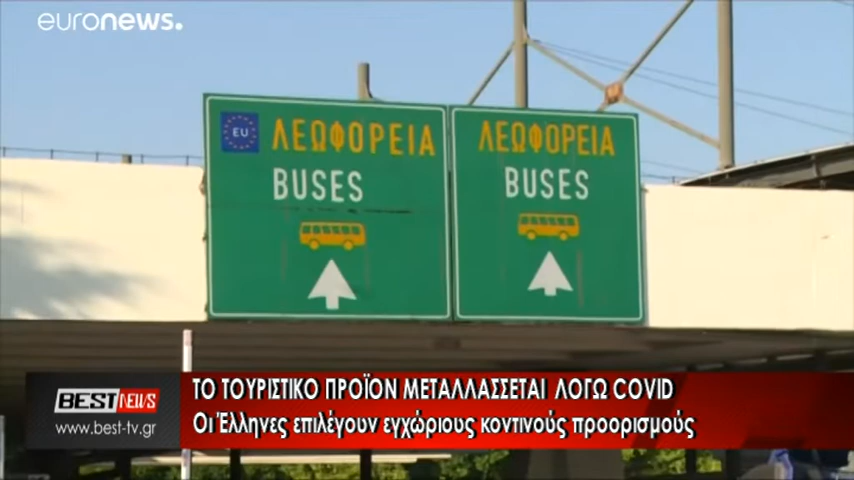 euronews.
EU ΛΕΩΦΟΡΕΙΑ
BUSES
ΛΕΩΦΟΡΕΙΑ
BUSES
BEST NEWS
www.best-tv.gr
ΤΟ ΤΟΥΡΙΣΤΙΚΟ ΠΡΟΪΟΝ ΜΕΤΑΛΛΑΣΣΕΤΑΙ ΛΟΓΩ COVID
Οι Έλληνες επιλέγουν εγχώριους κοντινούς προορισμούς